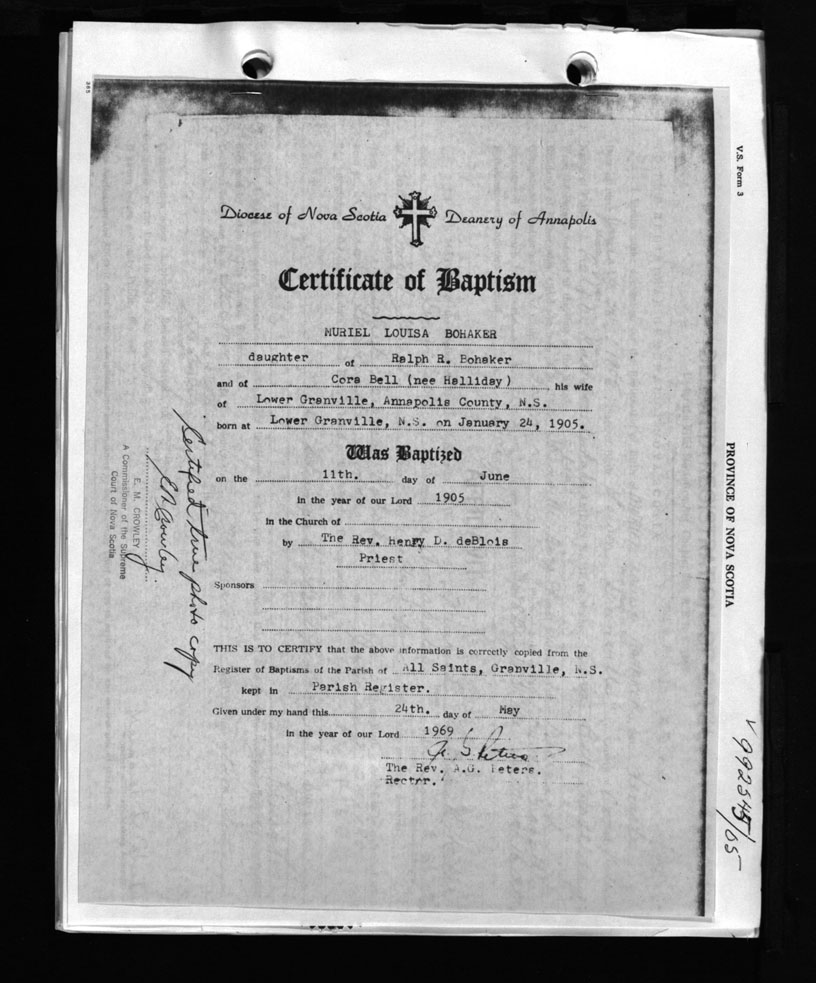 365
V.S. Form 3
Diocese of Nova Scotia Deanery of Annapolis
Certificate of Baptism
MURIEL LOUISA BOHAKER
daughter of Ralph R. Bohaker
and of Cora Bell (nee Halliday) , his wife
of Lower Granville, Annapolis County, N.S.
born at Lower Granville, N.S. on January 24, 1905.
Was Baptized
on the 11th. day of June
in the year of our Lord 1905
in the Church of
by The Rev. Henry D. deBlois
Priest
Sponsors
THIS IS TO CERTIFY that the above information is correctly copied from the
Register of Baptisms of the Parish of All Saints, Granville, N.S.
kept in Parish Register.
Given under my hand this 24th. day of May
in the year of our Lord 1969
The Rev. A.G. Peters.
Rector.
Certified true photo copy
E M Crowley
E. M. CROWLEY
A Commissioner of the Supreme
Court of Nova Scotia
PROVINCE OF NOVA SCOTIA